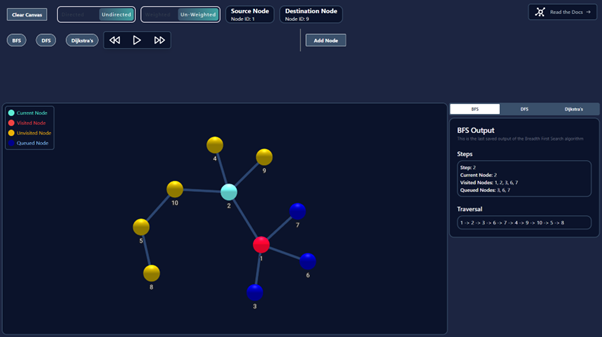 Clear Canvas
Undirected
Un-Weighted
Source Node
Node ID: 1
Destination Node
Node ID: 9
Read the Docs →
BFS
DFS
Dijkstra's
Add Node
Current Node
Visited Node
Unvisited Node
Queued Node
4
9
10
2
7
5
1
6
8
3
BFS
DFS
Dijkstra's
BFS Output
This is the last saved output of the Breadth First Search algorithm.
Steps
Step: 2
Current Node: 2
Visited Nodes: 1, 2, 3, 6, 7
Queued Nodes: 3, 6, 7
Traversal
1 -> 2 -> 3 -> 6 -> 7 -> 4 -> 9 -> 10 -> 5 -> 8